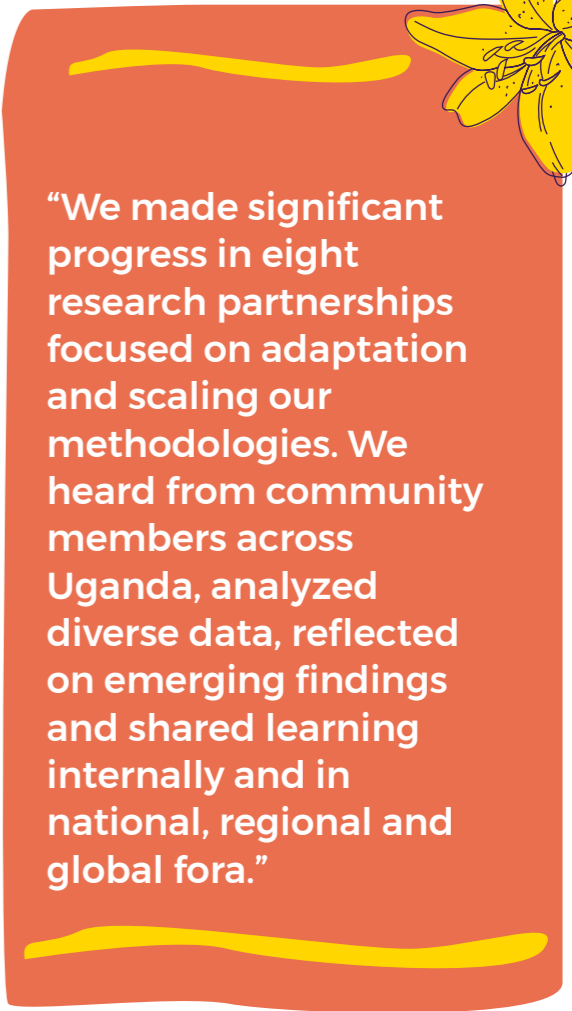 “We made significant
progress in eight
research partnerships
focused on adaptation
and scaling our
methodologies. We
heard from community
members across
Uganda, analyzed
diverse data, reflected
on emerging findings
and shared learning
internally and in
national, regional and
global fora.”